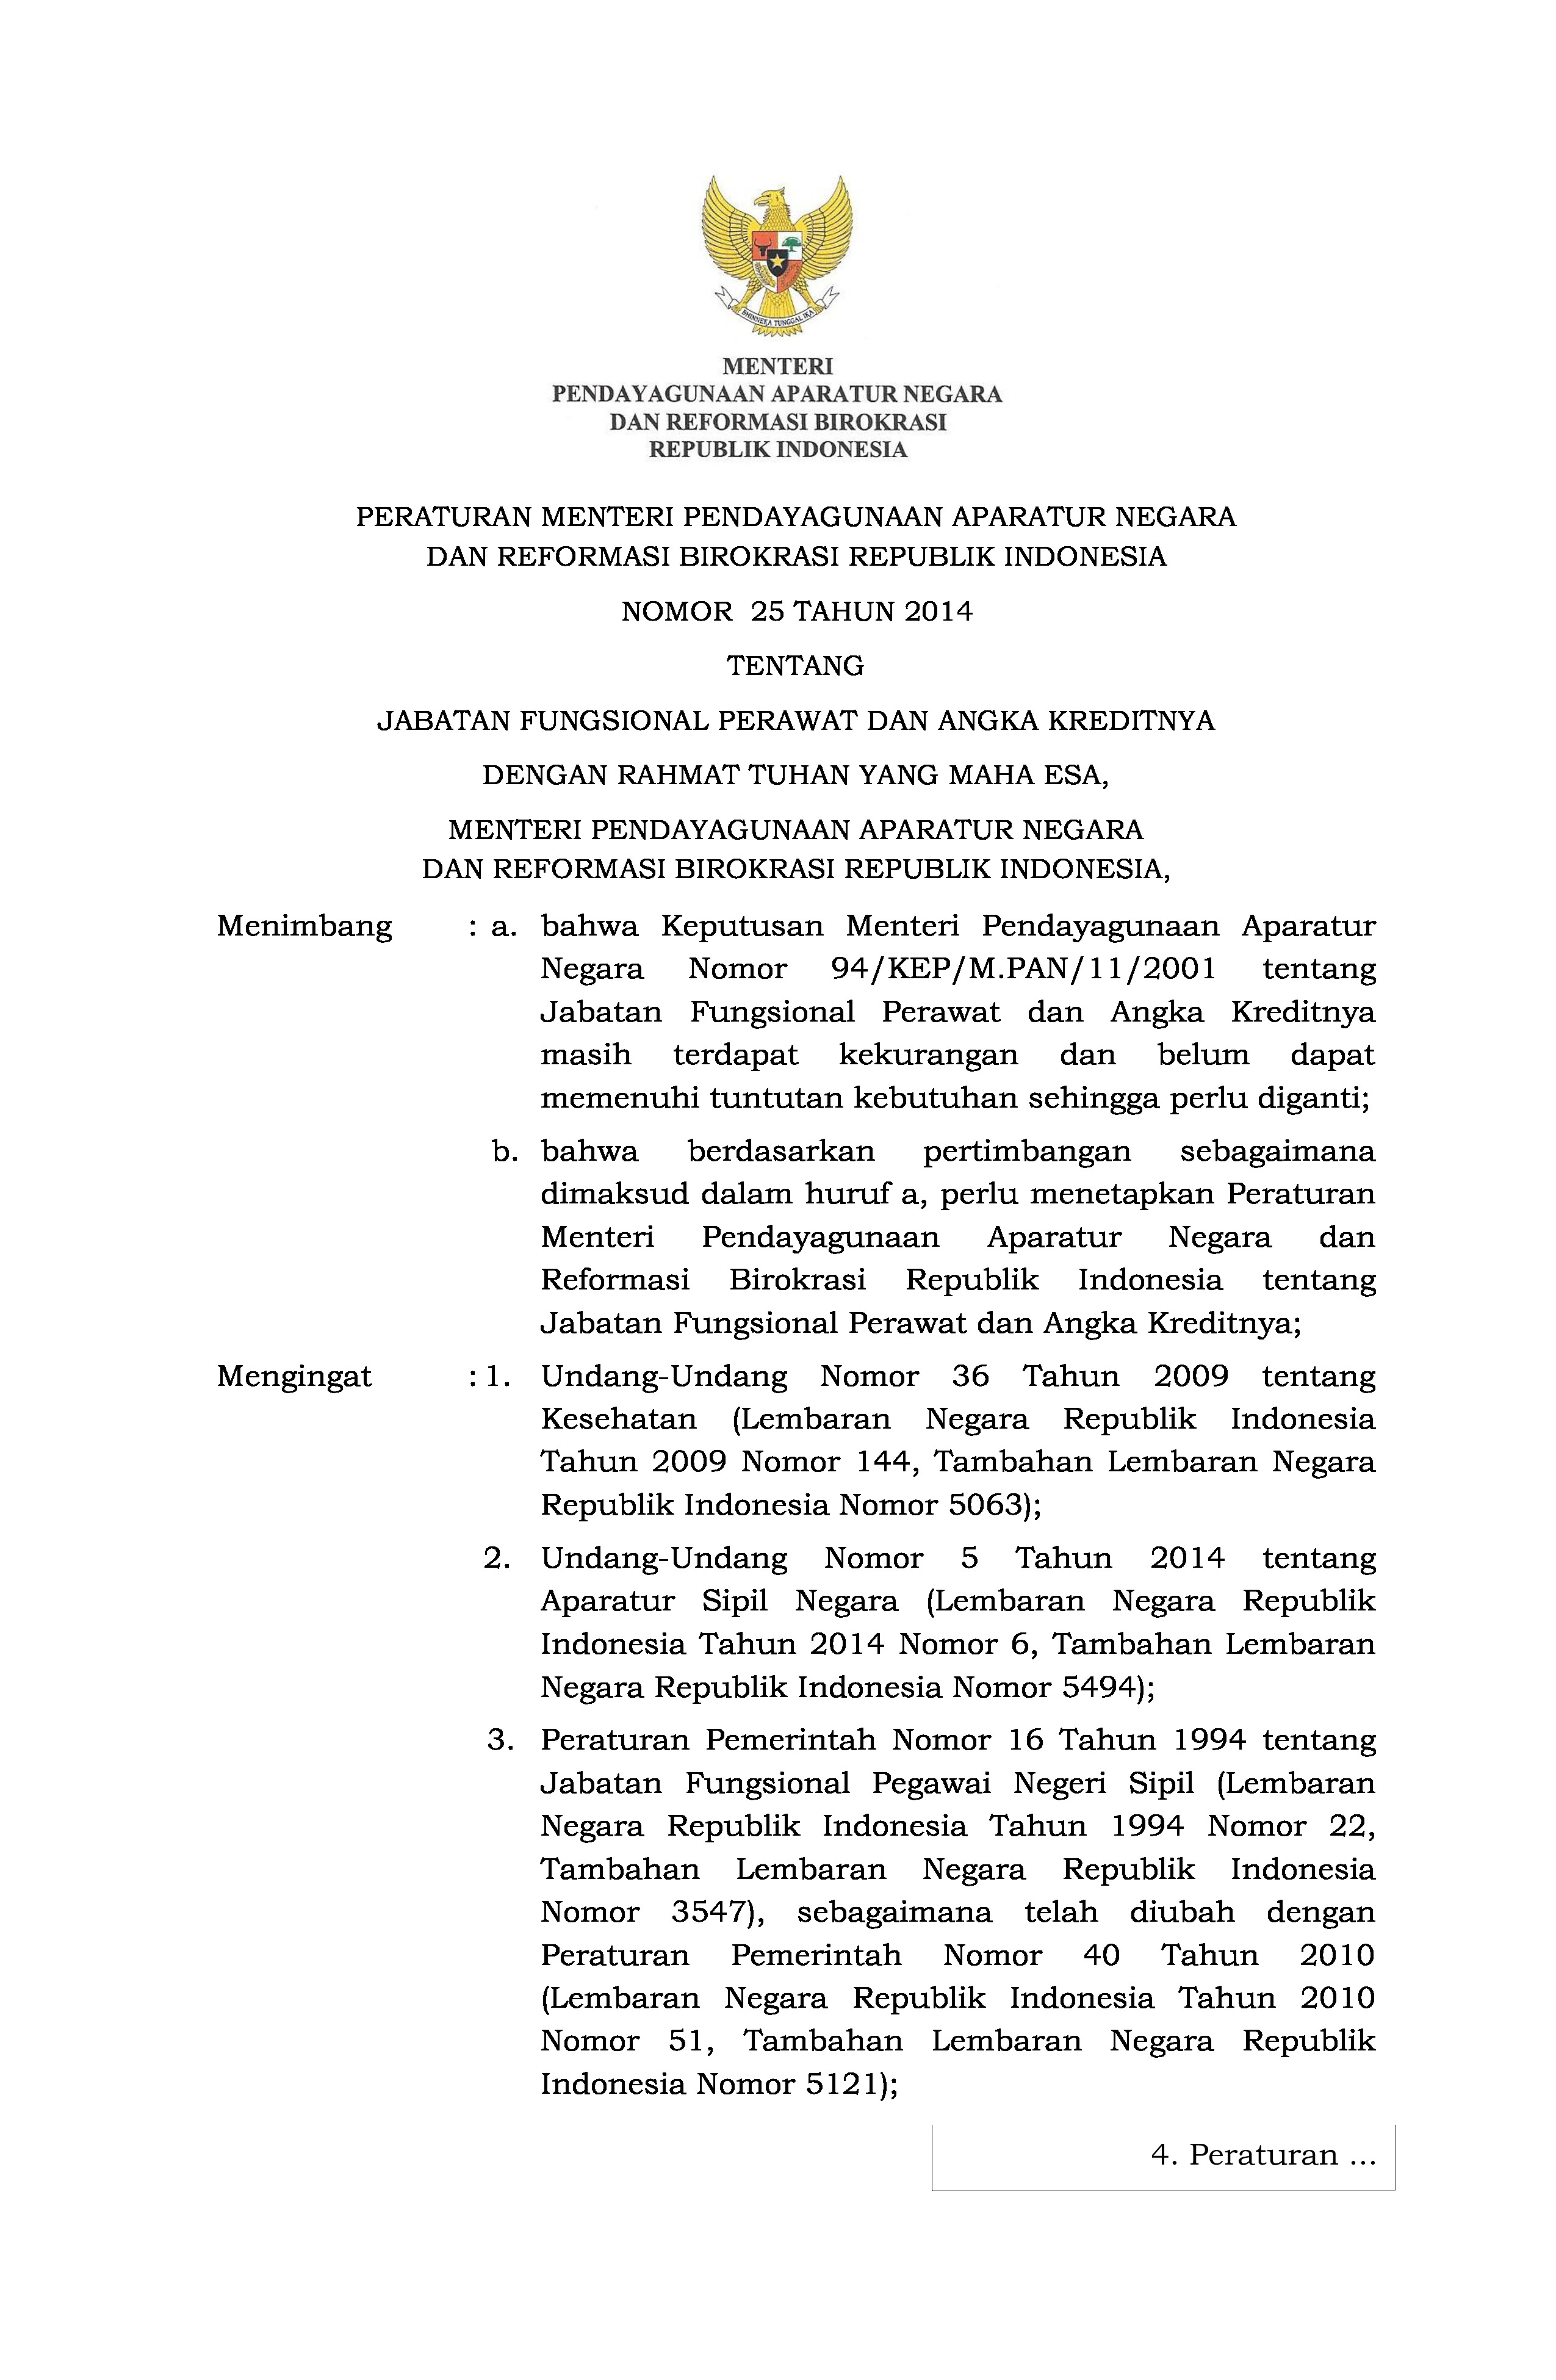 BHINNEKA TUNGGAL IKA
MENTERI
PENDAYAGUNAAN APARATUR NEGARA
DAN REFORMASI BIROKRASI
REPUBLIK INDONESIA
PERATURAN MENTERI PENDAYAGUNAAN APARATUR NEGARA
DAN REFORMASI BIROKRASI REPUBLIK INDONESIA
NOMOR 25 TAHUN 2014
TENTANG
JABATAN FUNGSIONAL PERAWAT DAN ANGKA KREDITNYA
DENGAN RAHMAT TUHAN YANG MAHA ESA,
MENTERI PENDAYAGUNAAN APARATUR NEGARA
DAN REFORMASI BIROKRASI REPUBLIK INDONESIA,
Menimbang : a. bahwa Keputusan Menteri Pendayagunaan Aparatur
Negara Nomor 94/KEP/M.PAN/11/2001 tentang
Jabatan Fungsional Perawat dan Angka Kreditnya
masih terdapat kekurangan dan belum dapat
memenuhi tuntutan kebutuhan sehingga perlu diganti;
b. bahwa berdasarkan pertimbangan sebagaimana
dimaksud dalam huruf a, perlu menetapkan Peraturan
Menteri Pendayagunaan Aparatur Negara dan
Reformasi Birokrasi Republik Indonesia tentang
Jabatan Fungsional Perawat dan Angka Kreditnya;
Mengingat : 1. Undang-Undang Nomor 36 Tahun 2009 tentang
Kesehatan (Lembaran Negara Republik Indonesia
Tahun 2009 Nomor 144, Tambahan Lembaran Negara
Republik Indonesia Nomor 5063);
2. Undang-Undang Nomor 5 Tahun 2014 tentang
Aparatur Sipil Negara (Lembaran Negara Republik
Indonesia Tahun 2014 Nomor 6, Tambahan Lembaran
Negara Republik Indonesia Nomor 5494);
3. Peraturan Pemerintah Nomor 16 Tahun 1994 tentang
Jabatan Fungsional Pegawai Negeri Sipil (Lembaran
Negara Republik Indonesia Tahun 1994 Nomor 22,
Tambahan Lembaran Negara Republik Indonesia
Nomor 3547), sebagaimana telah diubah dengan
Peraturan Pemerintah Nomor 40 Tahun 2010
(Lembaran Negara Republik Indonesia Tahun 2010
Nomor 51, Tambahan Lembaran Negara Republik
Indonesia Nomor 5121);
4. Peraturan ...